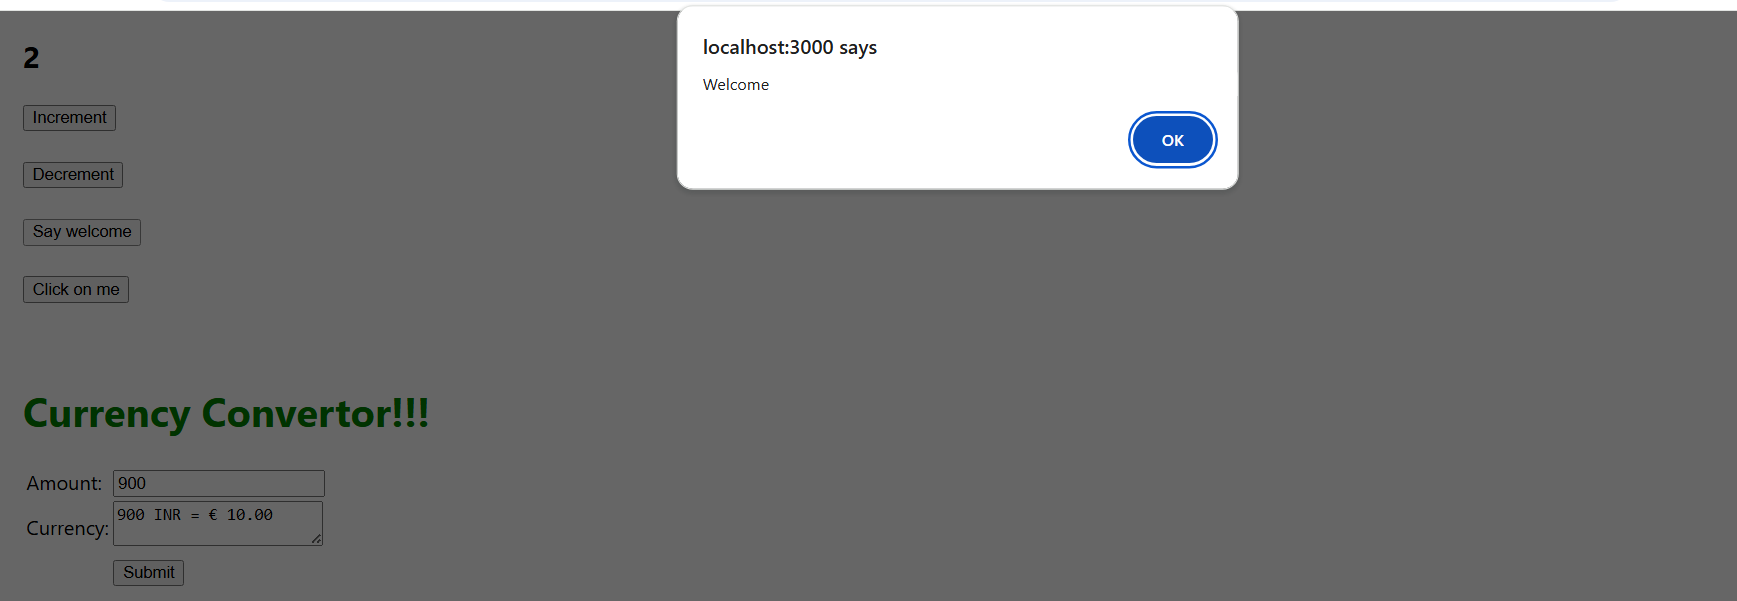 localhost:3000 says
Welcome
OK
2
Increment
Decrement
Say welcome
Click on me
Currency Convertor!!!
Amount: 900
Currency: 900 INR = € 10.00
Submit